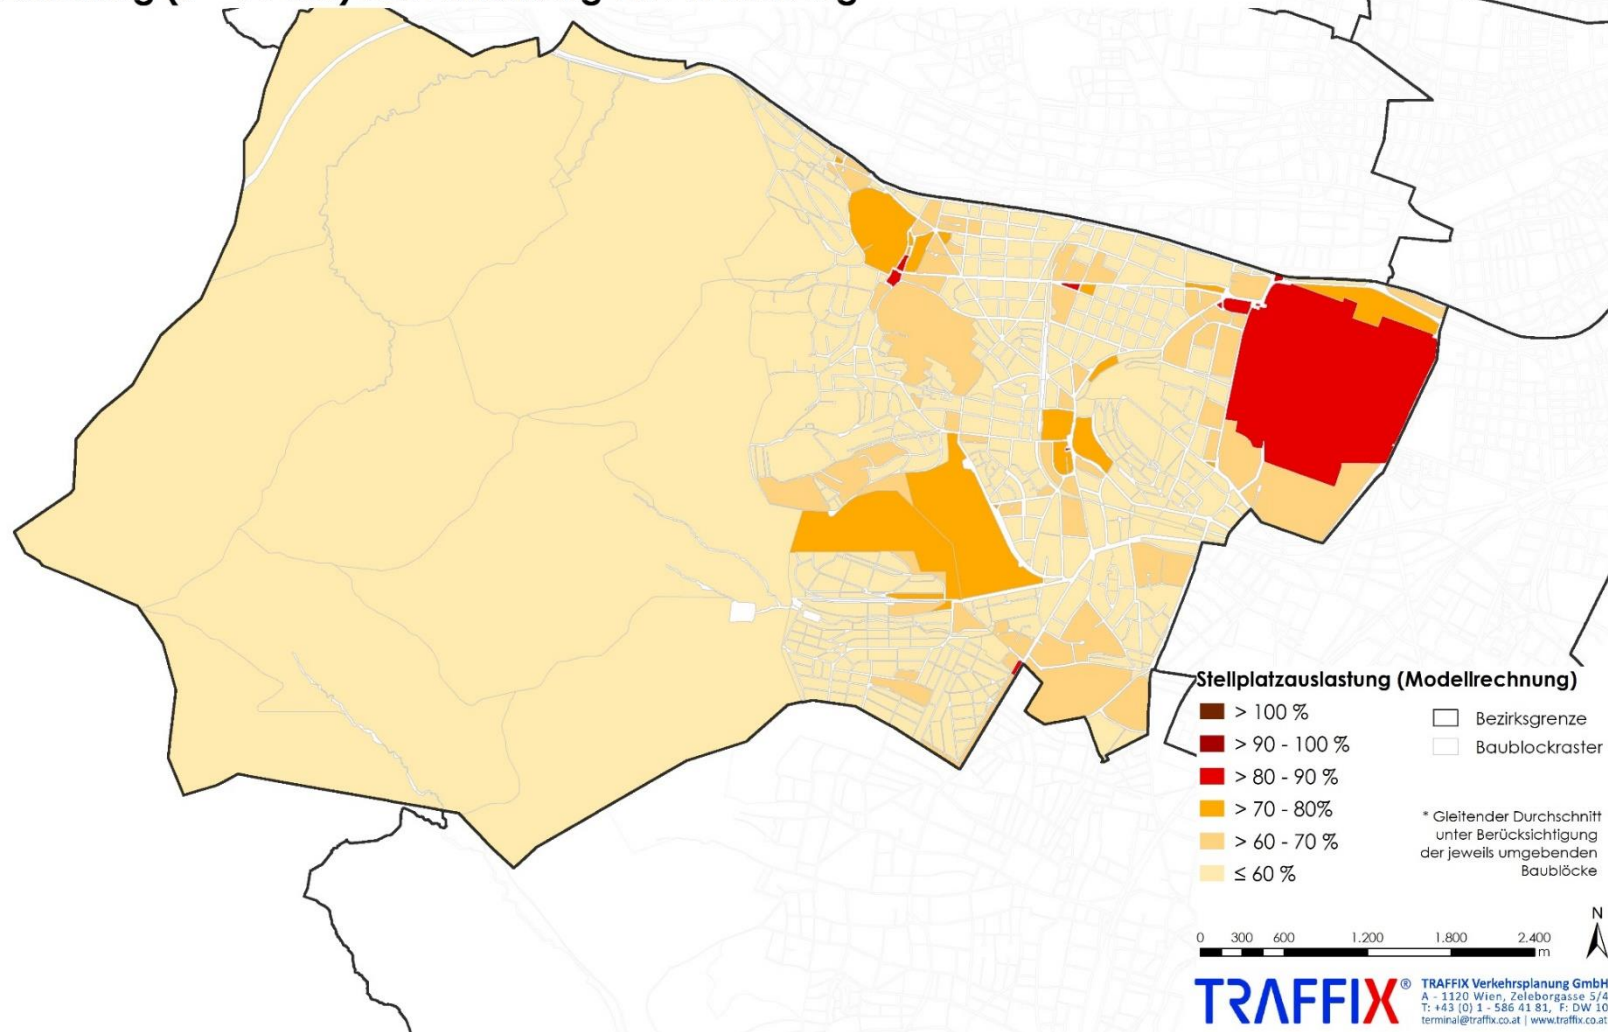 Stellplatzauslastung (Modellrechnung)
> 100 %
> 90 - 100 %
> 80 - 90 %
> 70 - 80%
> 60 - 70 %
≤ 60 %
Bezirksgrenze
Baublockraster
* Gleitender Durchschnitt
unter Berücksichtigung
der jeweils umgebenden
Baublöcke
N
0 300 600 1.200 1.800 2.400
m
TRAFFIX®
TRAFFIX Verkehrsplanung GmbH
A - 1120 Wien, Zeleborgasse 5/4
T: +43 (0) 1 - 586 41 81, F: DW 10
terminal@traffix.co.at | www.traffix.co.at